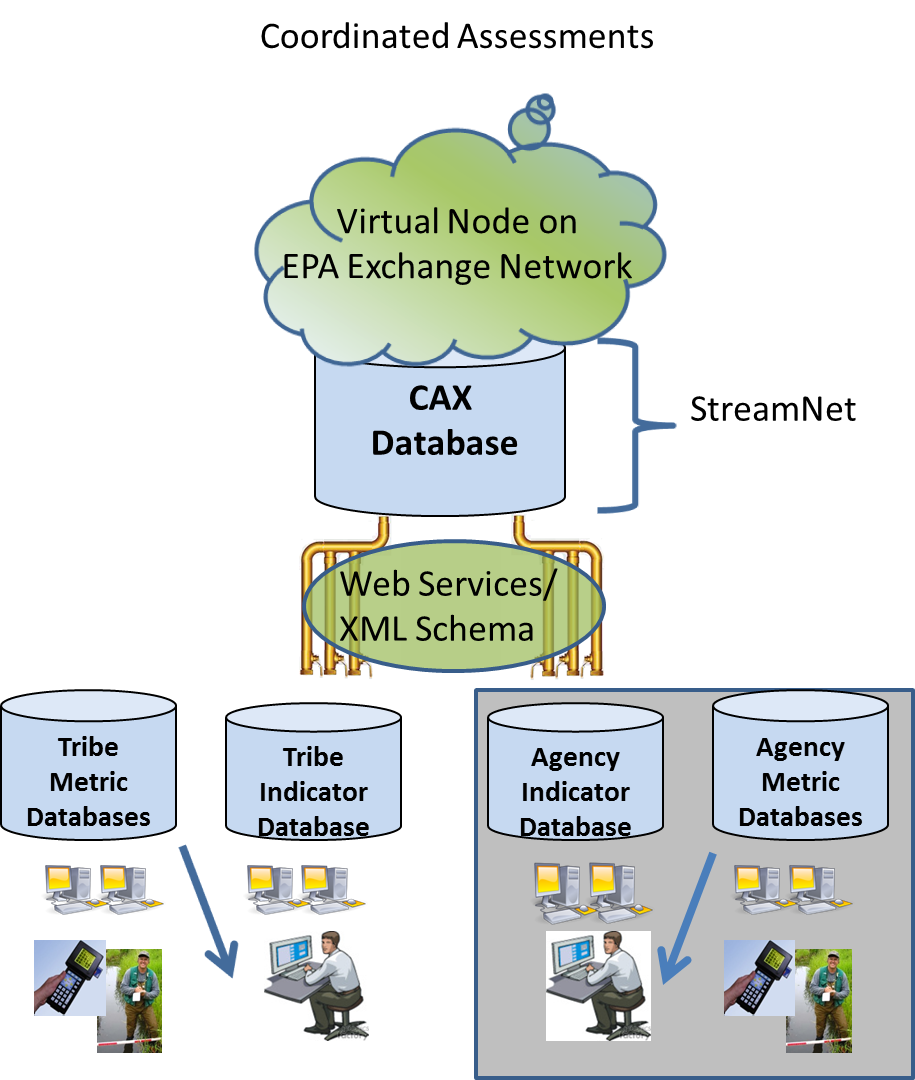 Coordinated Assessments
Virtual Node on
EPA Exchange Network
CAX
Database
StreamNet
Web Services/
XML Schema
Tribe
Metric
Databases
Tribe
Indicator
Database
Agency
Indicator
Database
Agency
Metric
Databases